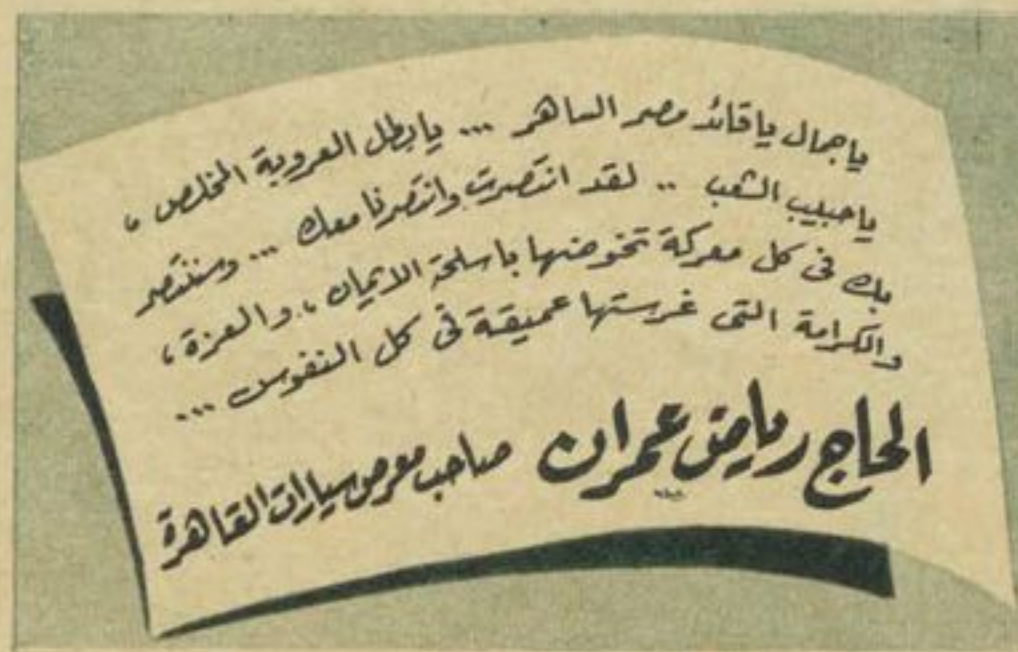 ياجمال ياقائد مصر الساهر ... يابطل العروبة المخلص ،
ياحبيب الشعب .. لقد انتصرت وانتصرنا معك ... وسننتصر
بك فى كل معركة تخوضها باسلحة الايمان ، والعزة ،
والكرامة التى غرستها عميقة فى كل النفوس ...
الحاج رياض عمران صاحب معرض سيارات القاهرة